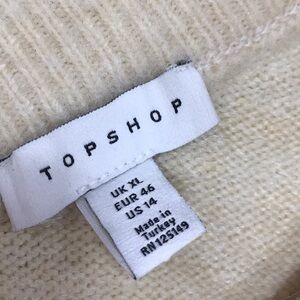 TOPSHOP
UK XL
EUR 46
US 14
Made in
Turkey
RN 125149